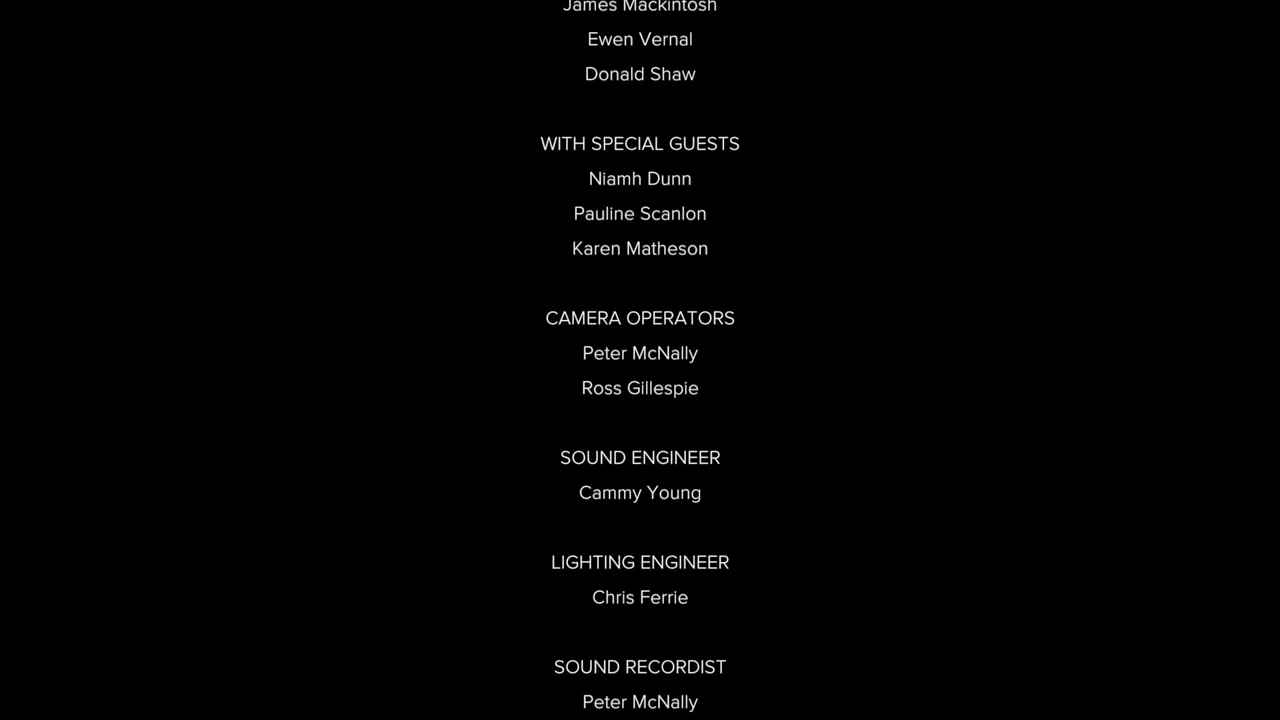 James Mackintosh
Ewen Vernal
Donald Shaw
WITH SPECIAL GUESTS
Niamh Dunn
Pauline Scanlon
Karen Matheson
CAMERA OPERATORS
Peter McNally
Ross Gillespie
SOUND ENGINEER
Cammy Young
LIGHTING ENGINEER
Chris Ferrie
SOUND RECORDIST
Peter McNally